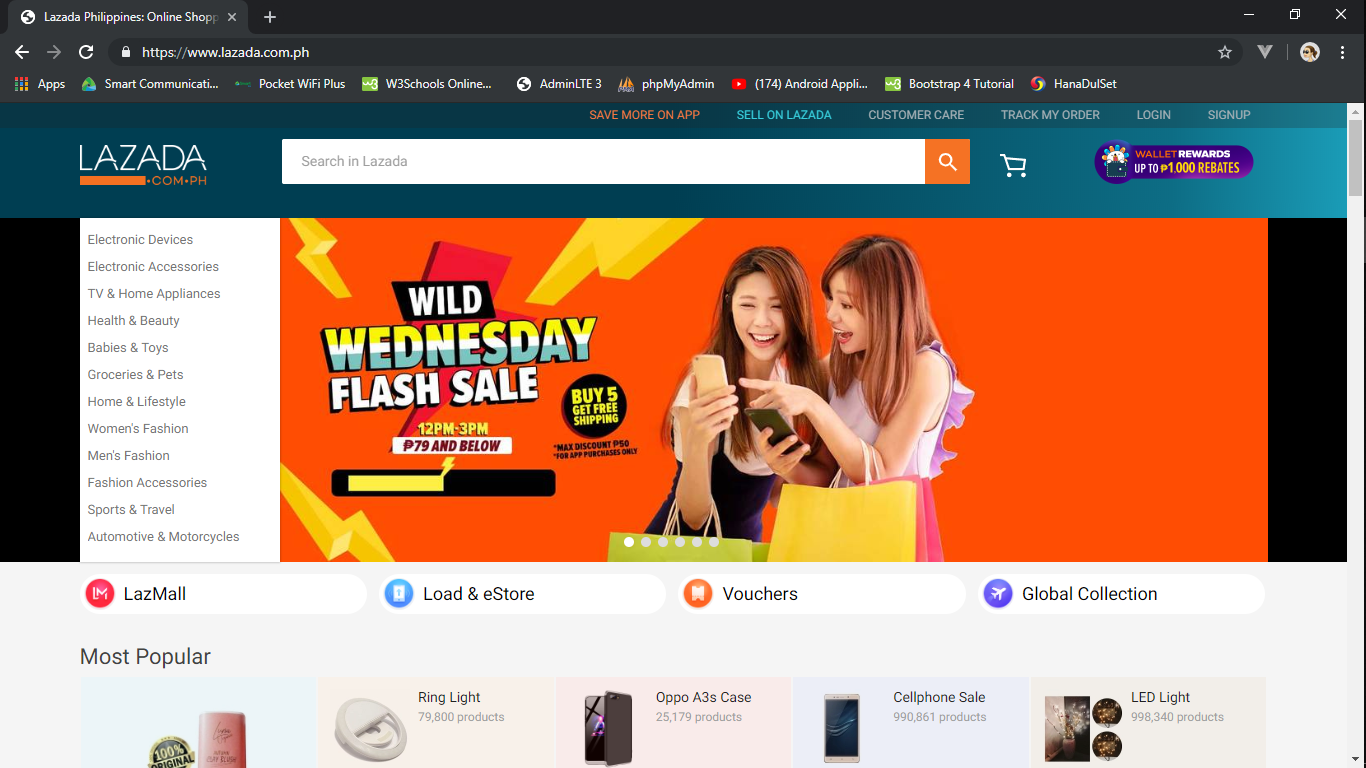 Lazada Philippines: Online Shopp
https://www.lazada.com.ph
Apps
Smart Communicati...
Pocket WiFi Plus
W3Schools Online...
AdminLTE 3
phpMyAdmin
(174) Android Appli...
Bootstrap 4 Tutorial
HanaDulSet
SAVE MORE ON APP
SELL ON LAZADA
CUSTOMER CARE
TRACK MY ORDER
LOGIN
SIGNUP
LAZADA
.COM.PH
Search in Lazada
WALLET REWARDS
UP TO ₱1,000 REBATES
Electronic Devices
Electronic Accessories
TV & Home Appliances
Health & Beauty
Babies & Toys
Groceries & Pets
Home & Lifestyle
Women's Fashion
Men's Fashion
Fashion Accessories
Sports & Travel
Automotive & Motorcycles
WILD
WEDNESDAY
FLASH SALE
12PM-3PM
₱79 AND BELOW
BUY 5
GET FREE
SHIPPING
*MAX DISCOUNT ₱50
*FOR APP PURCHASES ONLY
LazMall
Load & eStore
Vouchers
Global Collection
Most Popular
100%
ORIGINAL
Ring Light
79,800 products
Oppo A3s Case
25,179 products
Cellphone Sale
990,861 products
LED Light
998,340 products